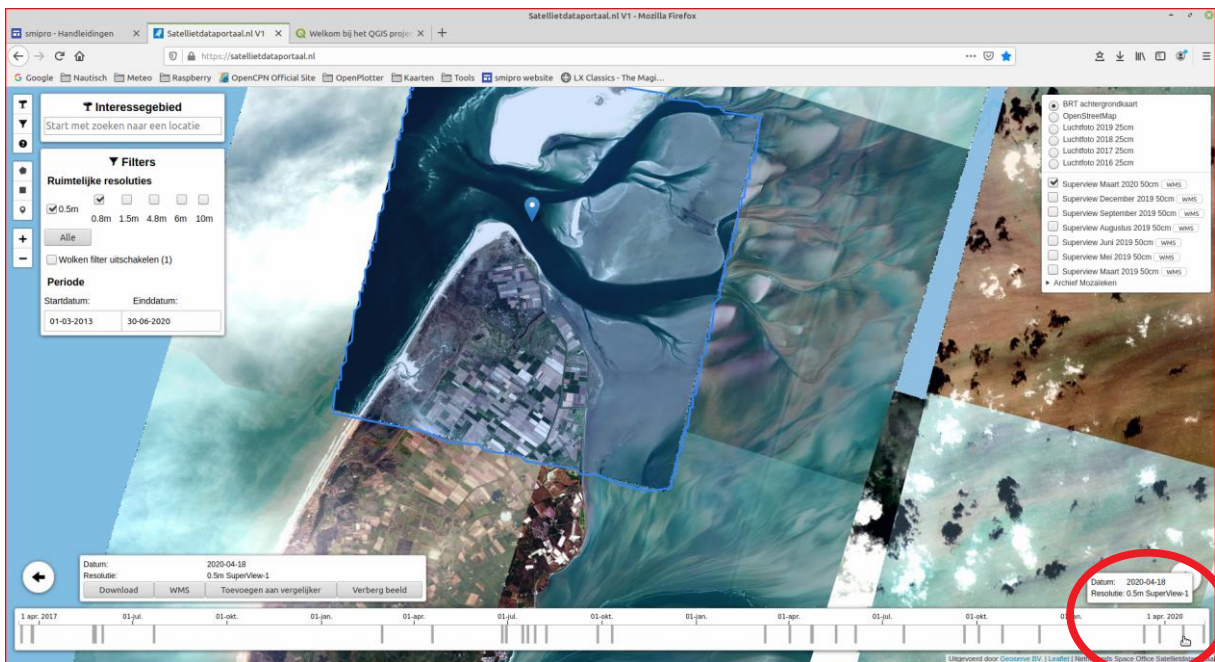 Satellietdataportaal.nl V1 - Mozilla Firefox
smipro - Handleidingen
Satellietdataportaal.nl V1
Welkom bij het QGIS projec
https://satellietdataportaal.nl
Google Nautisch Meteo Raspberry OpenCPN Official Site OpenPlotter Kaarten Tools smipro website LX Classics - The Magi...
Interessegebied
Start met zoeken naar een locatie
Filters
Ruimtelijke resoluties
0.5m 0.8m 1.5m 4.8m 6m 10m
Alle
Wolken filter uitschakelen (1)
Periode
Startdatum: Einddatum:
01-03-2013 30-06-2020
BRT achtergrondkaart
OpenStreetMap
Luchtfoto 2019 25cm
Luchtfoto 2018 25cm
Luchtfoto 2017 25cm
Luchtfoto 2016 25cm
Superview Maart 2020 50cm WMS
Superview December 2019 50cm WMS
Superview September 2019 50cm WMS
Superview Augustus 2019 50cm WMS
Superview Juni 2019 50cm WMS
Superview Mei 2019 50cm WMS
Superview Maart 2019 50cm WMS
Archief Mozaïeken
Datum: 2020-04-18
Resolutie: 0.5m SuperView-1
Download WMS Toevoegen aan vergelijker Verberg beeld
Datum: 2020-04-18
Resolutie: 0.5m SuperView-1
1 apr. 2017 01-jul. 01-okt. 01-jan. 01-apr. 01-jul. 01-okt. 01-jan. 01-apr. 01-jul. 01-okt. 01-jan. 1 apr. 2020
Uitgevoerd door Geoserve BV. | Leaflet | Netherlands Space Office Satellietdataportaal